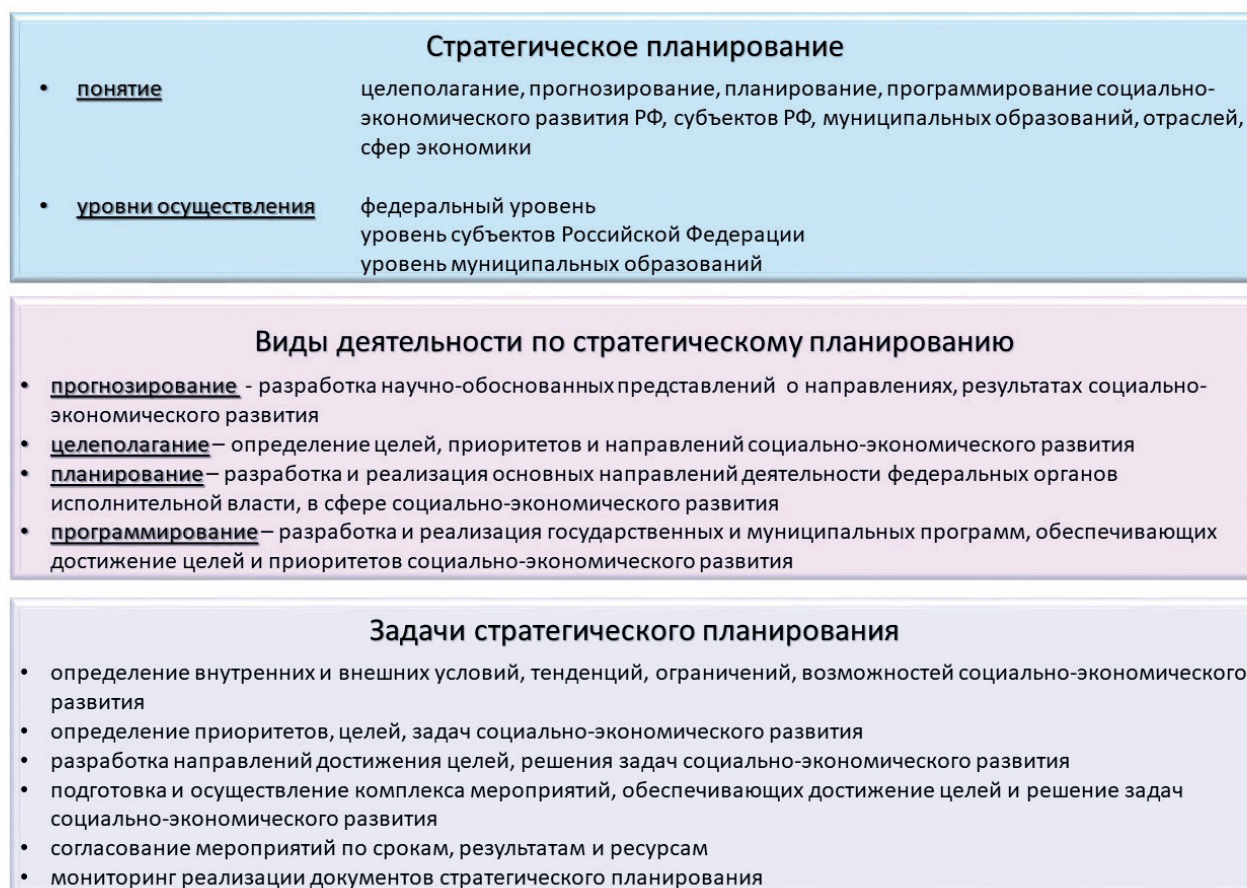 Стратегическое планирование
• понятие целеполагание, прогнозирование, планирование, программирование социально-
экономического развития РФ, субъектов РФ, муниципальных образований, отраслей,
сфер экономики
• уровни осуществления федеральный уровень
уровень субъектов Российской Федерации
уровень муниципальных образований
Виды деятельности по стратегическому планированию
• прогнозирование - разработка научно-обоснованных представлений о направлениях, результатах социально-
экономического развития
• целеполагание – определение целей, приоритетов и направлений социально-экономического развития
• планирование – разработка и реализация основных направлений деятельности федеральных органов
исполнительной власти, в сфере социально-экономического развития
• программирование – разработка и реализация государственных и муниципальных программ, обеспечивающих
достижение целей и приоритетов социально-экономического развития
Задачи стратегического планирования
• определение внутренних и внешних условий, тенденций, ограничений, возможностей социально-экономического
развития
• определение приоритетов, целей, задач социально-экономического развития
• разработка направлений достижения целей, решения задач социально-экономического развития
• подготовка и осуществление комплекса мероприятий, обеспечивающих достижение целей и решение задач
социально-экономического развития
• согласование мероприятий по срокам, результатам и ресурсам
• мониторинг реализации документов стратегического планирования